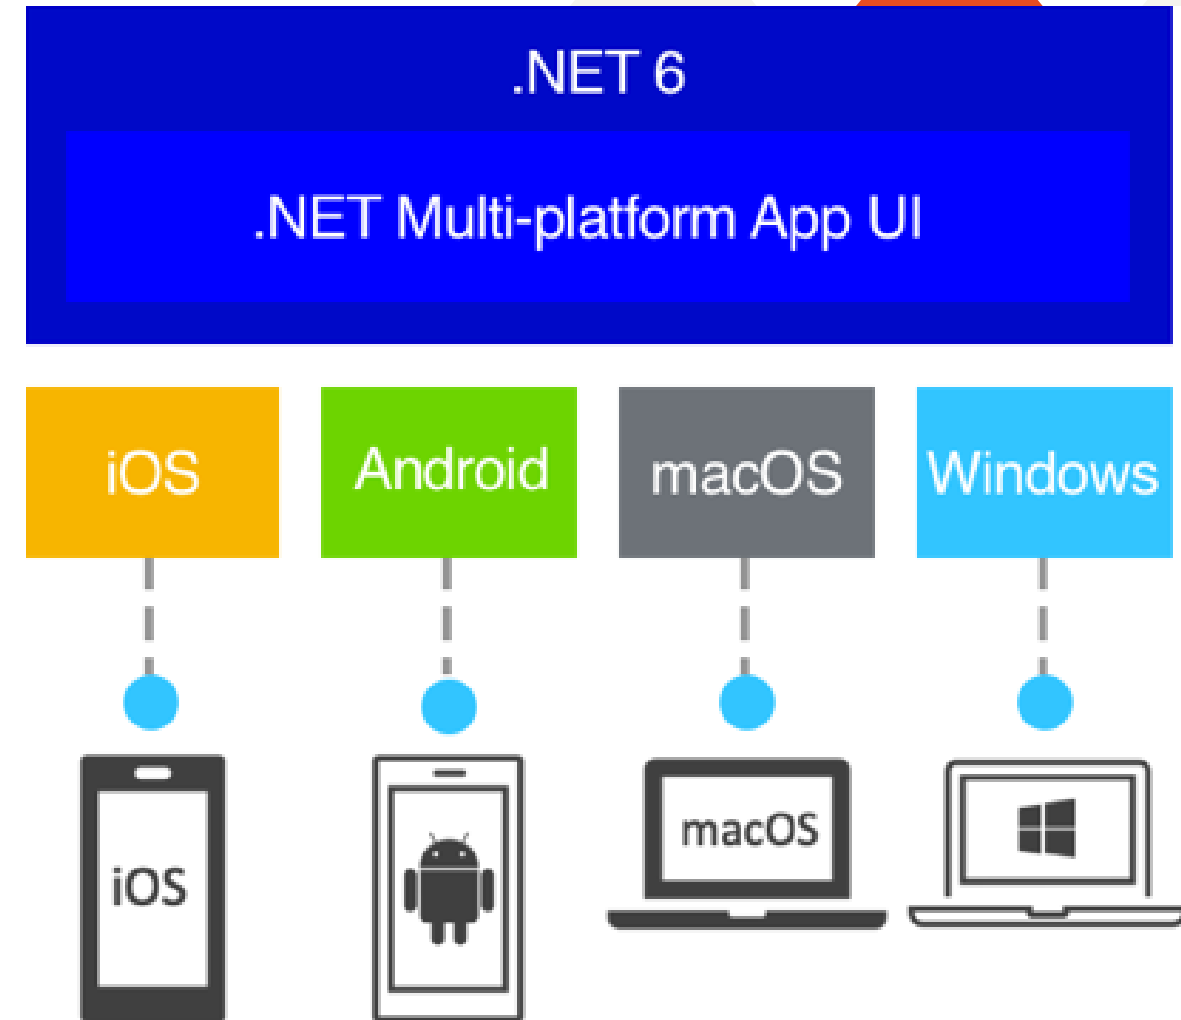 .NET 6
.NET Multi-platform App UI
iOS
Android
macOS
Windows
iOS
macOS